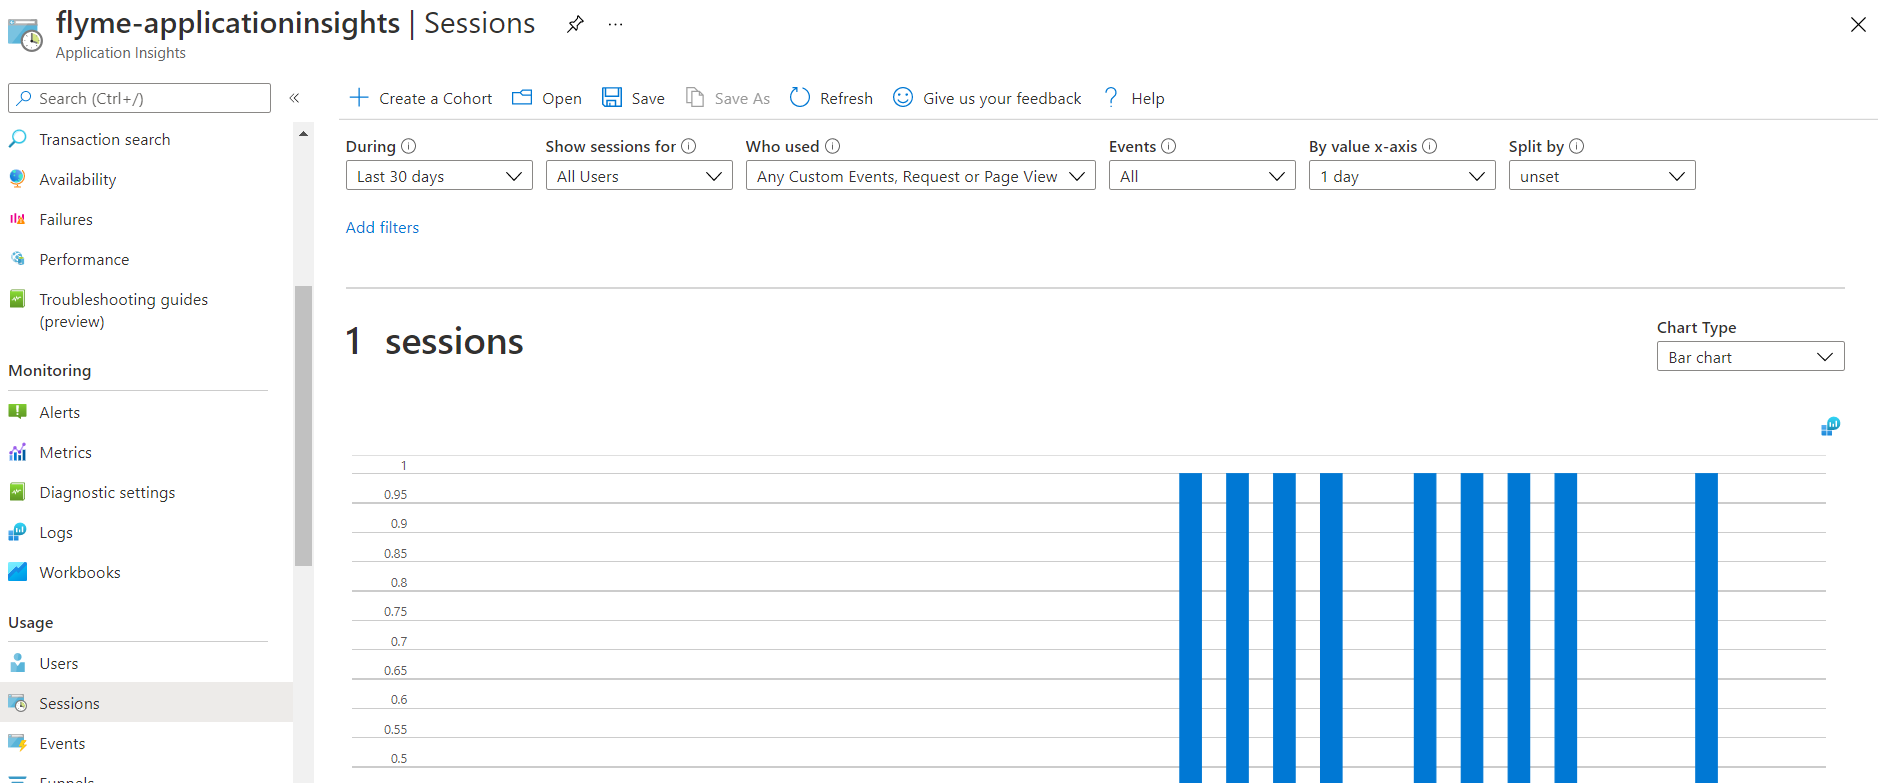 flyme-applicationinsights | Sessions
Application Insights
Search (Ctrl+/)
Transaction search
Availability
Failures
Performance
Troubleshooting guides
(preview)
Monitoring
Alerts
Metrics
Diagnostic settings
Logs
Workbooks
Usage
Users
Sessions
Events
Funnels
Create a Cohort Open Save Save As Refresh Give us your feedback ? Help
During Show sessions for Who used Events By value x-axis Split by
Last 30 days All Users Any Custom Events, Request or Page View All 1 day unset
Add filters
1 sessions
Chart Type
Bar chart
1
0.95
0.9
0.85
0.8
0.75
0.7
0.65
0.6
0.55
0.5